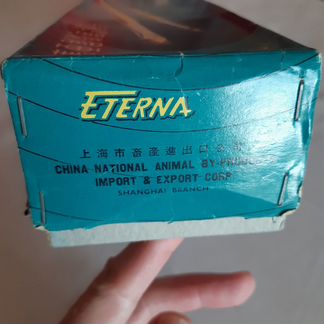 ETERNA
上海市畜產進出口公司
CHINA NATIONAL ANIMAL BY-PRODUCTS
IMPORT & EXPORT CORP.
SHANGHAI BRANCH